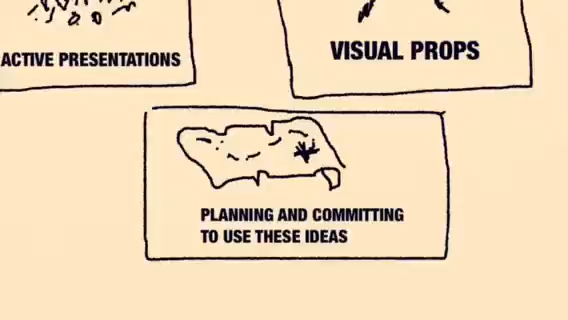 ACTIVE PRESENTATIONS
VISUAL PROPS
PLANNING AND COMMITTING
TO USE THESE IDEAS